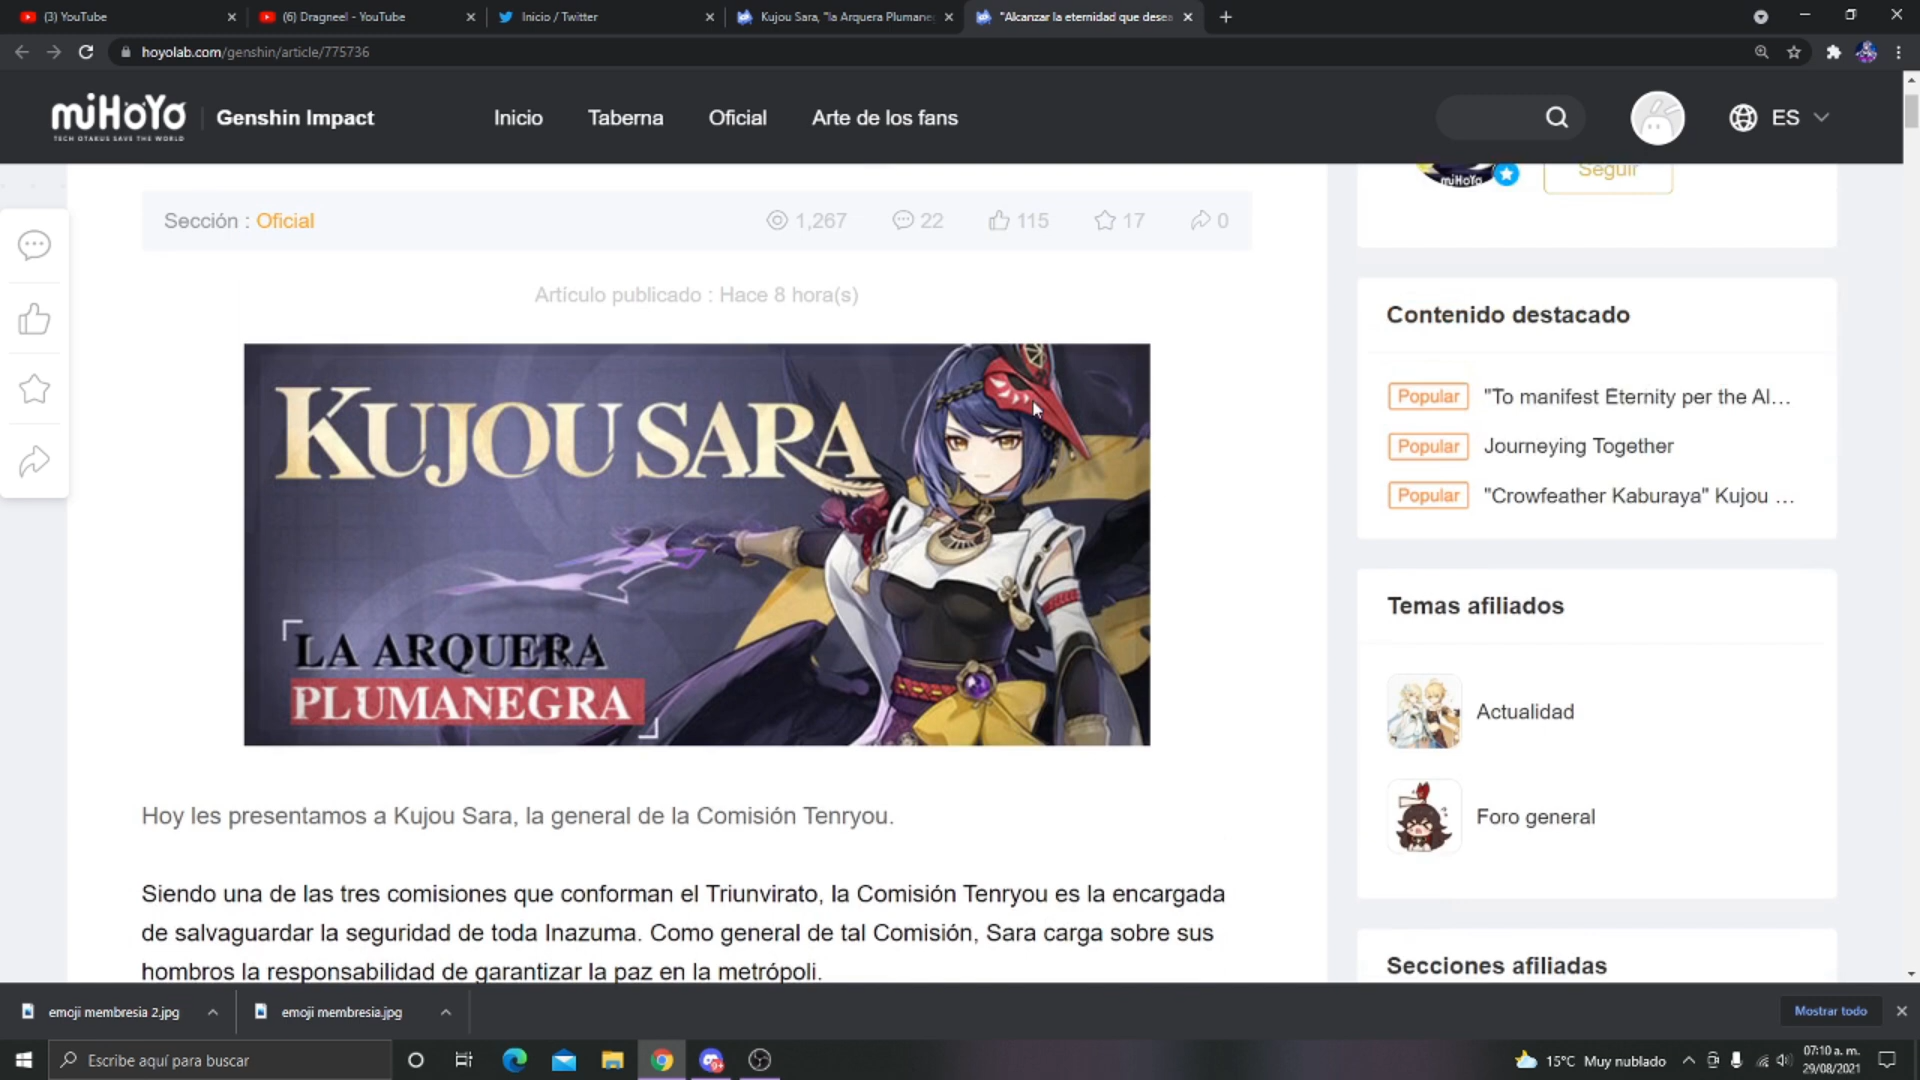 (3) YouTube
(6) Dragneel - YouTube
Inicio / Twitter
Kujou Sara, "la Arquera Plumane
"Alcanzar la eternidad que desea
hoyolab.com/genshin/article/775736
miHoYo
TECH OTAKUS SAVE THE WORLD
Genshin Impact
Inicio
Taberna
Oficial
Arte de los fans
ES
miHoYo
Seguir
Sección : Oficial
1,267
22
115
17
0
Artículo publicado : Hace 8 hora(s)
KUJOU SARA
LA ARQUERA
PLUMANEGRA
Hoy les presentamos a Kujou Sara, la general de la Comisión Tenryou.
Siendo una de las tres comisiones que conforman el Triunvirato, la Comisión Tenryou es la encargada
de salvaguardar la seguridad de toda Inazuma. Como general de tal Comisión, Sara carga sobre sus
hombros la responsabilidad de garantizar la paz en la metrópoli.
Contenido destacado
Popular "To manifest Eternity per the Al...
Popular Journeying Together
Popular "Crowfeather Kaburaya" Kujou ...
Temas afiliados
Actualidad
Foro general
Secciones afiliadas
emoji membresia 2.jpg
emoji membresia.jpg
Mostrar todo
Escribe aquí para buscar
9+
15°C Muy nublado
07:10 a. m.
29/08/2021